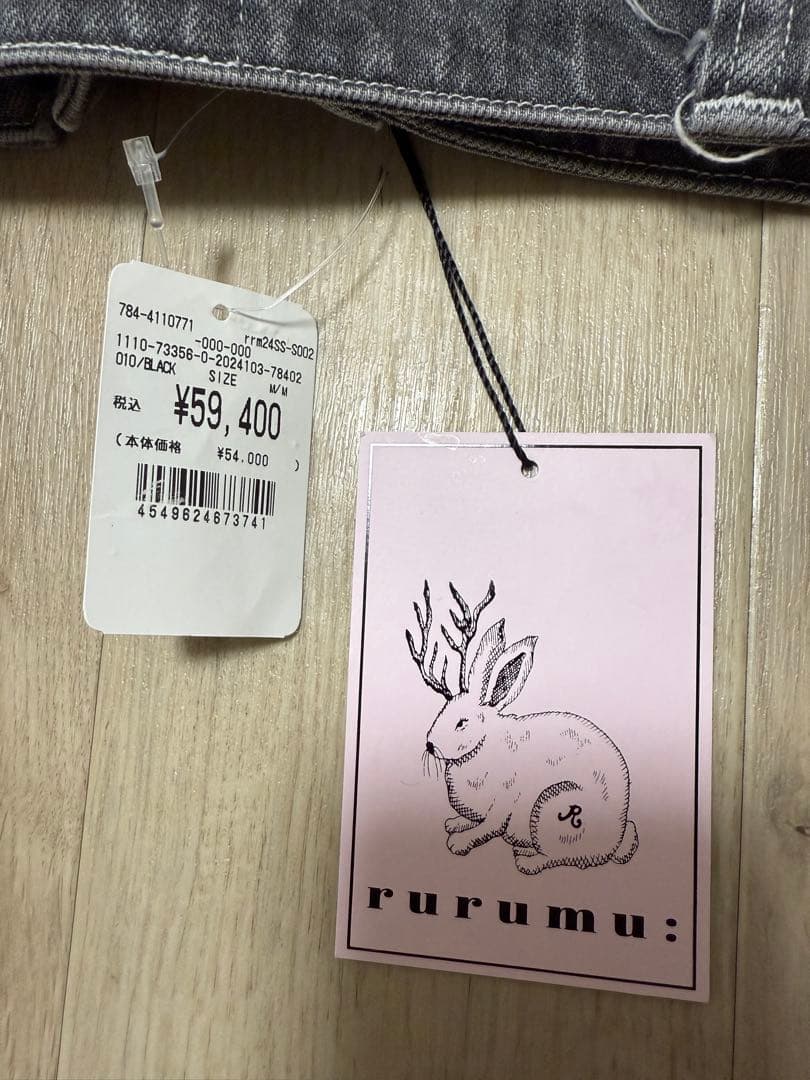 784-4110771
-000-000 rrm24SS-S002
1110-73356-0-2024103-78402
010/BLACK SIZE M/M
税込 ¥59,400
(本体価格 ¥54,000 )
4549624673741
R
rurumu: